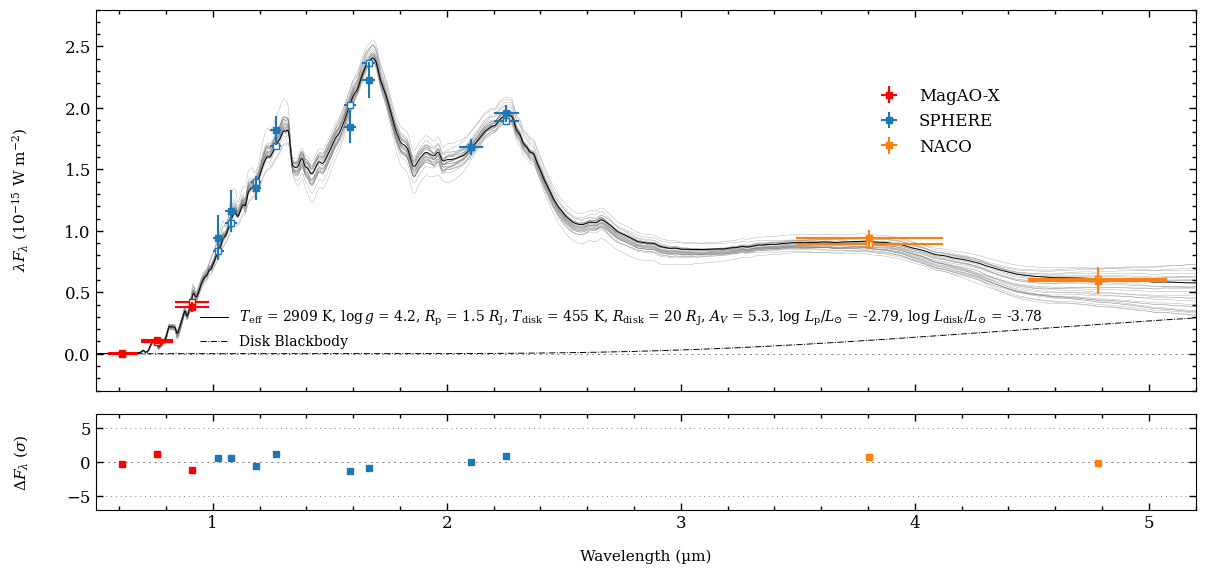 2.5
2.0
1.5
1.0
0.5
0.0
λF_λ (10⁻¹⁵ W m⁻²)
MagAO-X
SPHERE
NACO
T_eff = 2909 K, log g = 4.2, R_p = 1.5 R_J, T_disk = 455 K, R_disk = 20 R_J, A_V = 5.3, log L_p/L_⊙ = -2.79, log L_disk/L_⊙ = -3.78
Disk Blackbody
5
0
−5
ΔF_λ (σ)
1 2 3 4 5
Wavelength (µm)